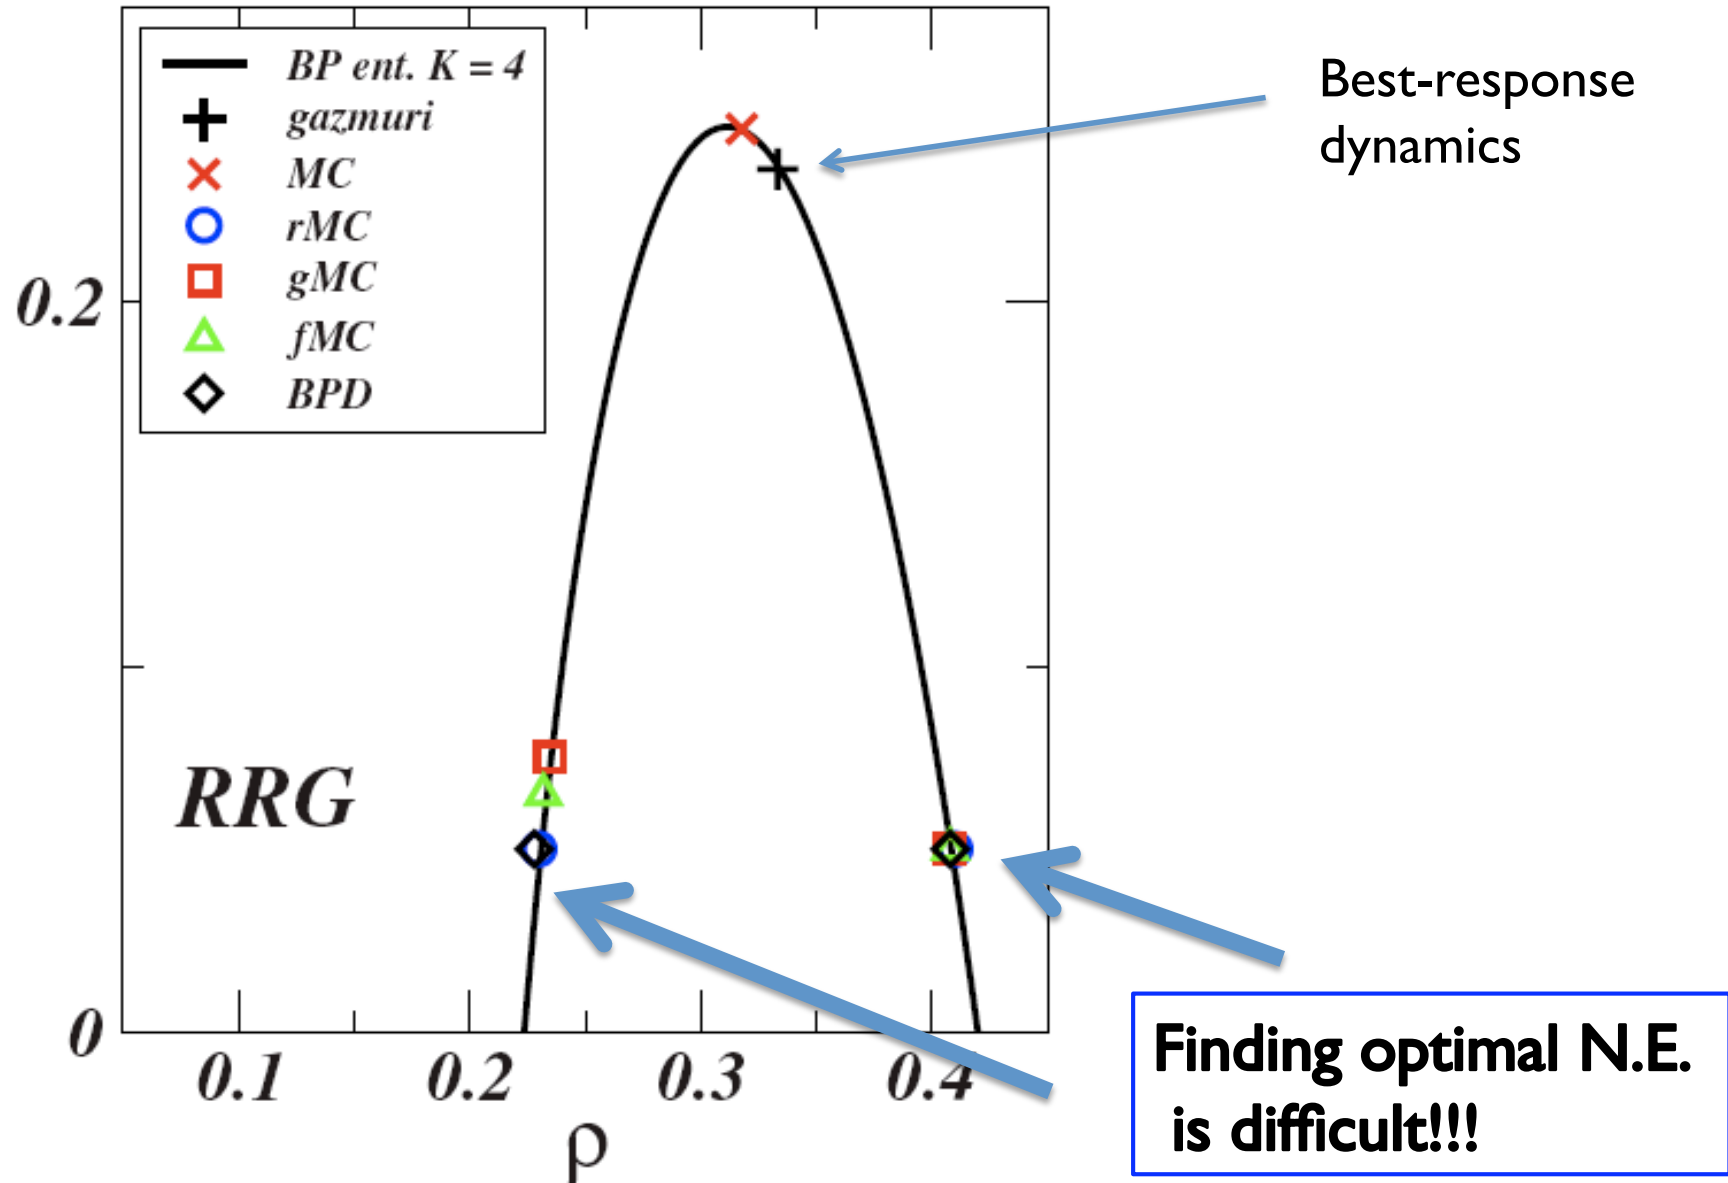 BP ent. K = 4
gazmuri
MC
rMC
gMC
fMC
BPD
Best-response
dynamics
0.2
RRG
0
0.1 0.2 0.3 0.4
ρ
Finding optimal N.E.
is difficult!!!